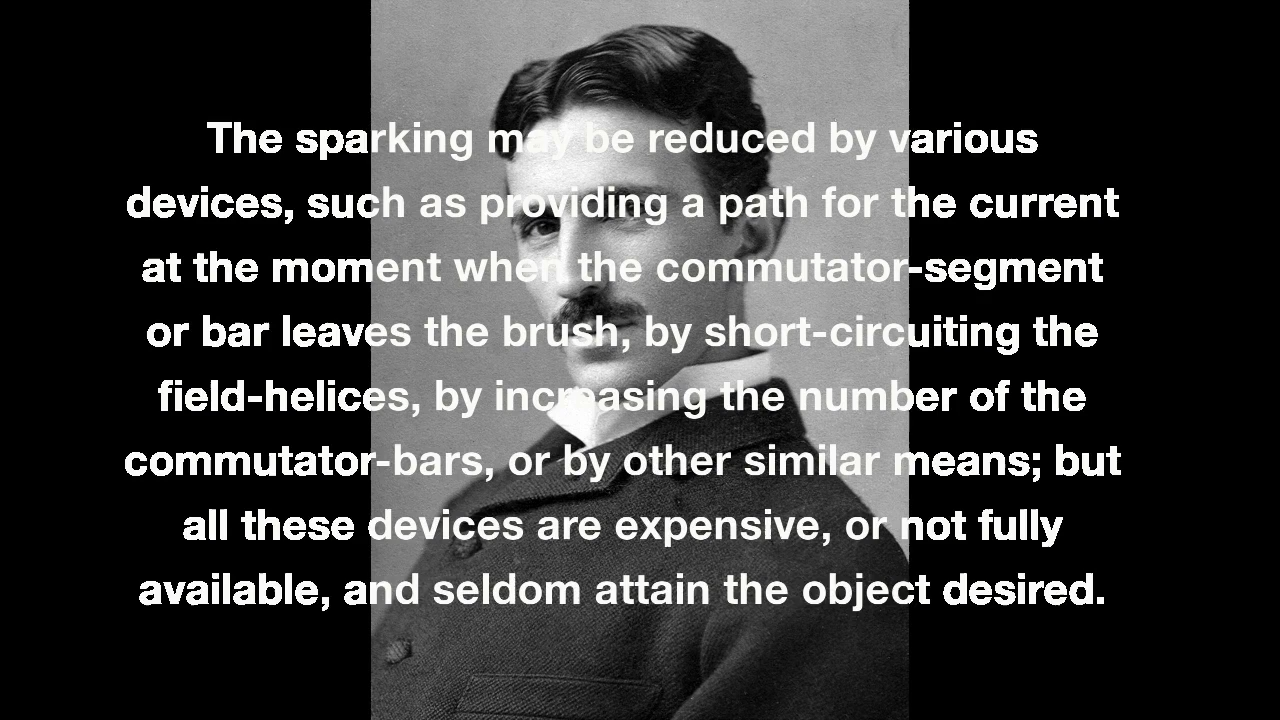 The sparking may be reduced by various
devices, such as providing a path for the current
at the moment when the commutator-segment
or bar leaves the brush, by short-circuiting the
field-helices, by increasing the number of the
commutator-bars, or by other similar means; but
all these devices are expensive, or not fully
available, and seldom attain the object desired.